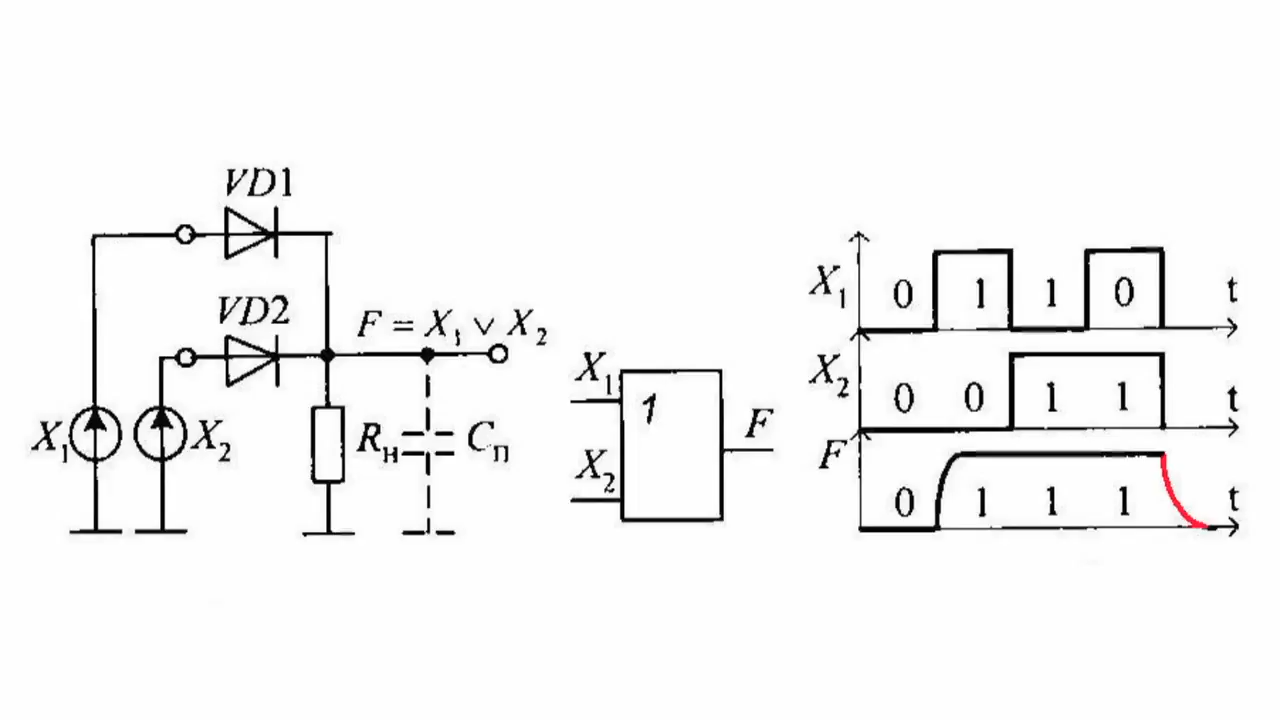 VD1
VD2
F = X₁ ∨ X₂
X₁
X₂
Rн
Cп
X₁
1
F
X₂
X₁ 0 1 1 0 t
X₂ 0 0 1 1 t
F 0 1 1 1 t